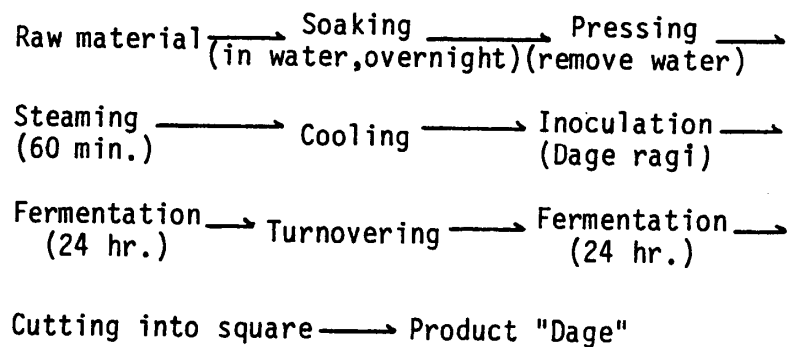 Raw material → Soaking → Pressing →
(in water,overnight) (remove water)
Steaming → Cooling → Inoculation →
(60 min.) (Dage ragi)
Fermentation → Turnovering → Fermentation →
(24 hr.) (24 hr.)
Cutting into square → Product "Dage"